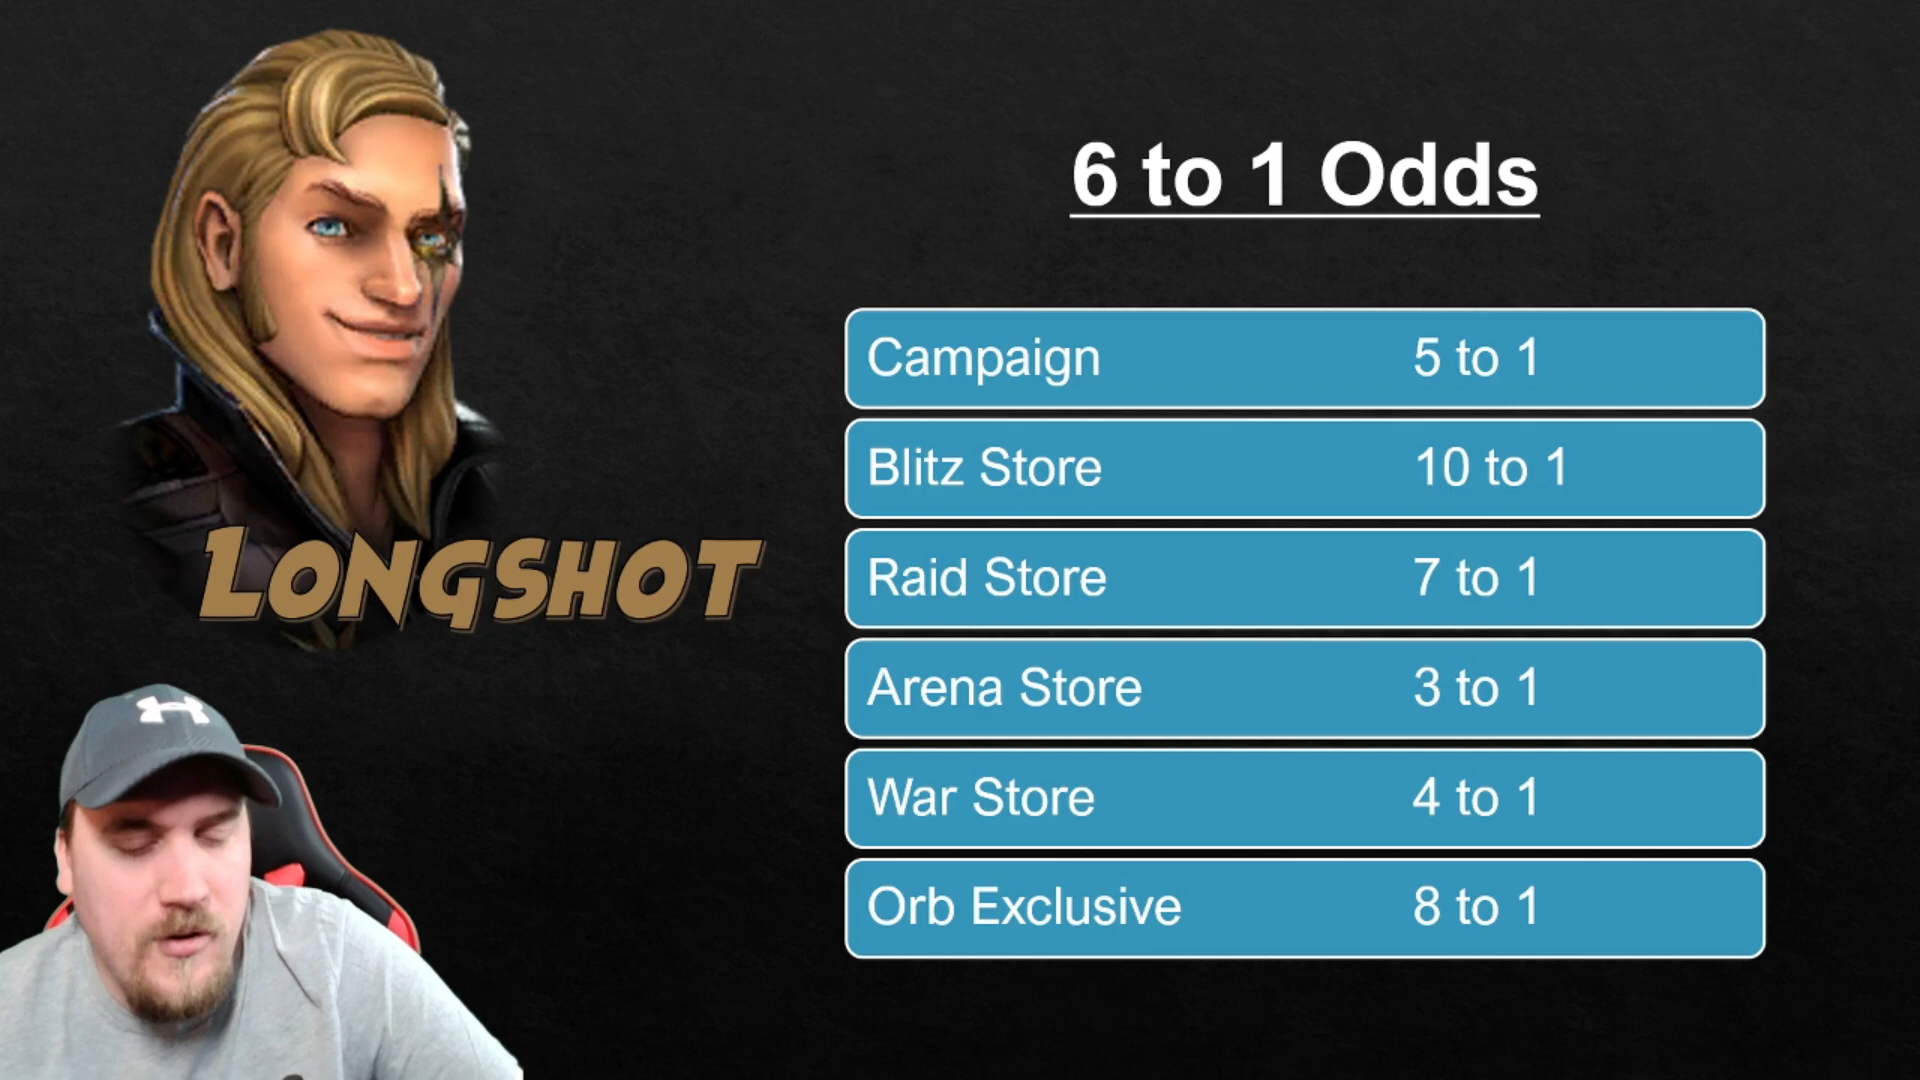 6 to 1 Odds
Campaign 5 to 1
Blitz Store 10 to 1
Raid Store 7 to 1
LONGSHOT
Arena Store 3 to 1
War Store 4 to 1
Orb Exclusive 8 to 1